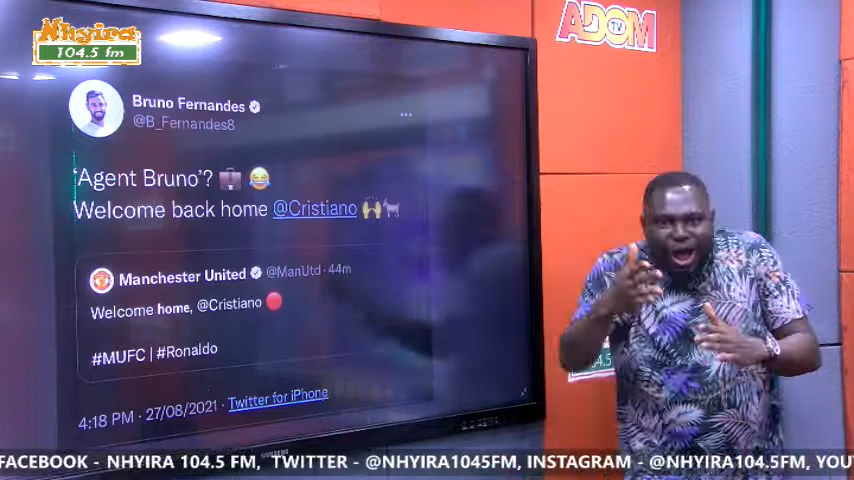 Nhyira
104.5 fm
ADOM
TV
Bruno Fernandes
@B_Fernandes8
'Agent Bruno'? 💼 😂
Welcome back home @Cristiano 🙌🐐
Manchester United @ManUtd · 44m
Welcome home, @Cristiano 🔴
#MUFC | #Ronaldo
4:18 PM · 27/08/2021 · Twitter for iPhone
SAMSUNG
FACEBOOK - NHYIRA 104.5 FM, TWITTER - @NHYIRA1045FM, INSTAGRAM - @NHYIRA104.5FM, YOU